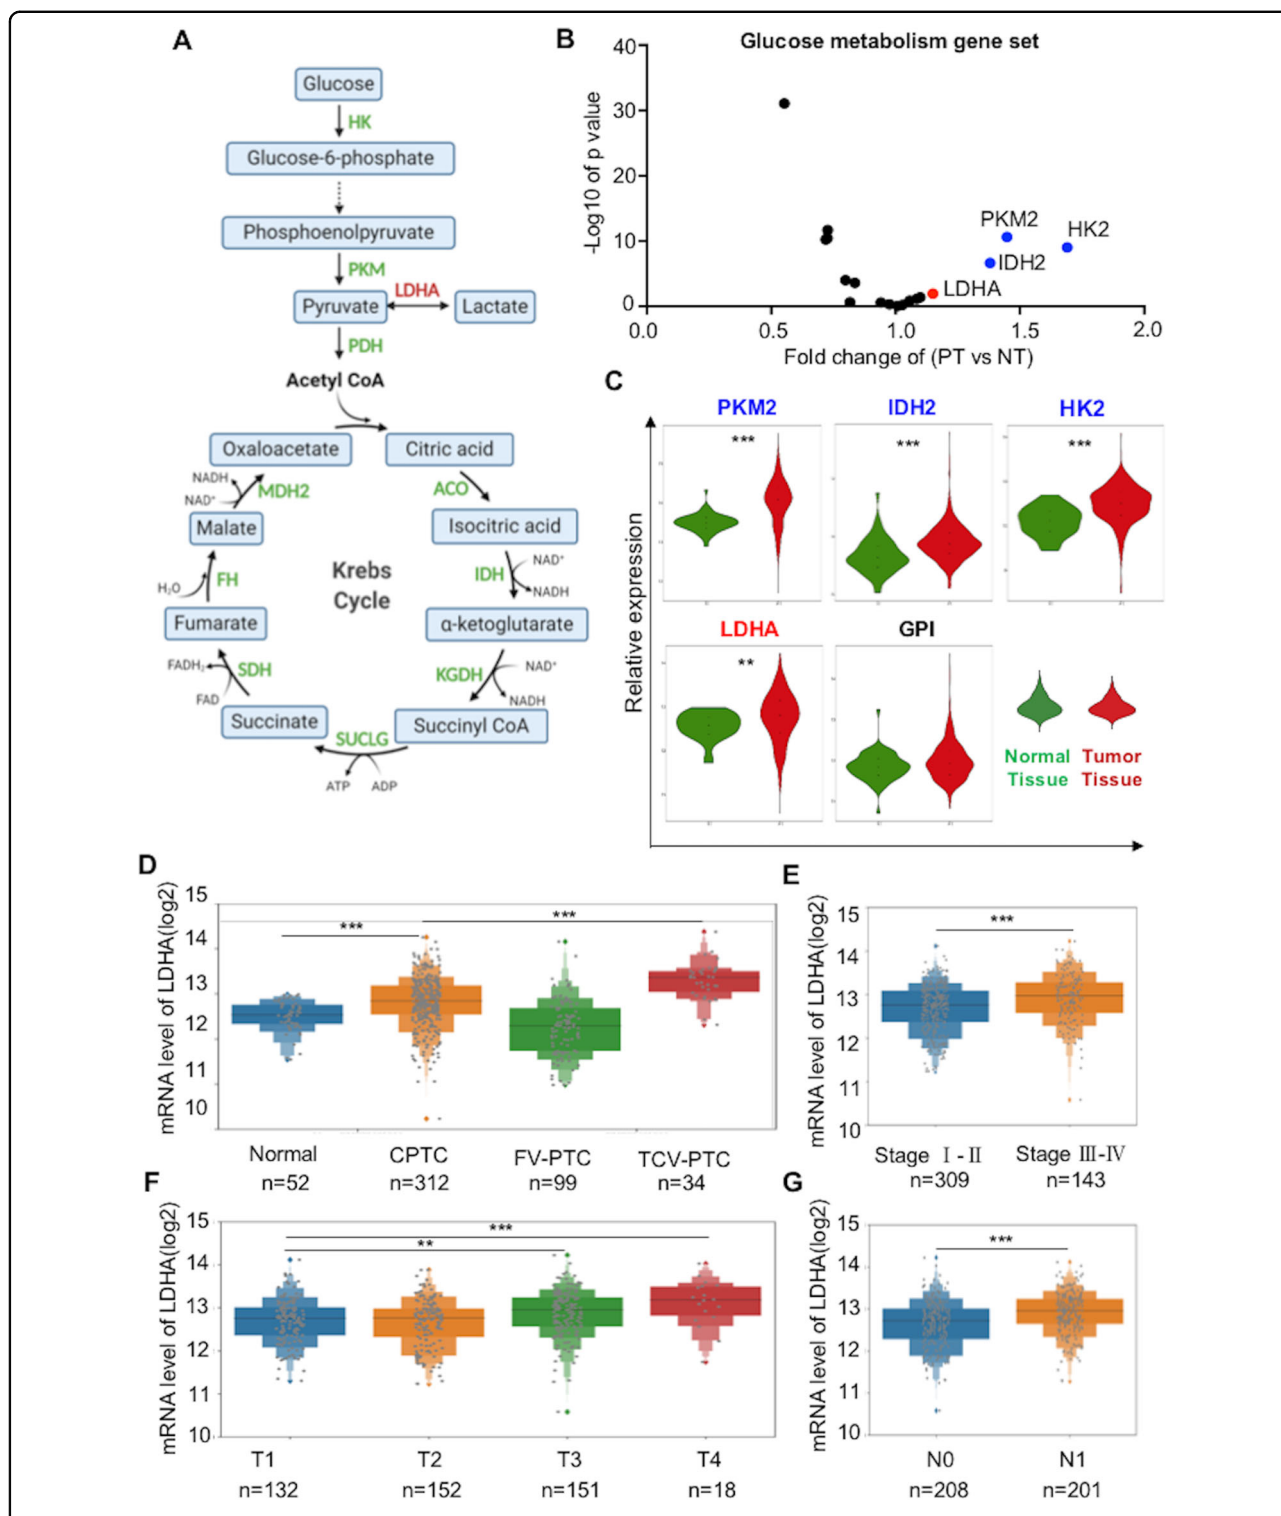 A
Glucose
HK
Glucose-6-phosphate
Phosphoenolpyruvate
PKM
LDHA
Pyruvate
Lactate
PDH
Acetyl CoA
Oxaloacetate
Citric acid
NADH
NAD⁺
MDH2
ACO
Malate
Isocitric acid
Krebs
Cycle
IDH
NAD⁺
NADH
H₂O
FH
Fumarate
α-ketoglutarate
FADH₂
SDH
FAD
KGDH
NAD⁺
NADH
Succinate
Succinyl CoA
SUCLG
ATP
ADP
B
Glucose metabolism gene set
-Log10 of p value
40
30
20
10
0
PKM2
HK2
IDH2
LDHA
0.0
0.5
1.0
1.5
2.0
Fold change of (PT vs NT)
C
Relative expression
PKM2
IDH2
HK2
***
***
***
LDHA
GPI
**
Normal
Tissue
Tumor
Tissue
D
mRNA level of LDHA(log2)
15
14
13
12
11
10
***
***
Normal
CPTC
FV-PTC
TCV-PTC
n=52
n=312
n=99
n=34
E
mRNA level of LDHA(log2)
15
14
13
12
11
10
***
Stage Ⅰ-Ⅱ
Stage Ⅲ-Ⅳ
n=309
n=143
F
mRNA level of LDHA(log2)
15
14
13
12
11
10
***
**
T1
T2
T3
T4
n=132
n=152
n=151
n=18
G
mRNA level of LDHA(log2)
15
14
13
12
11
10
***
N0
N1
n=208
n=201